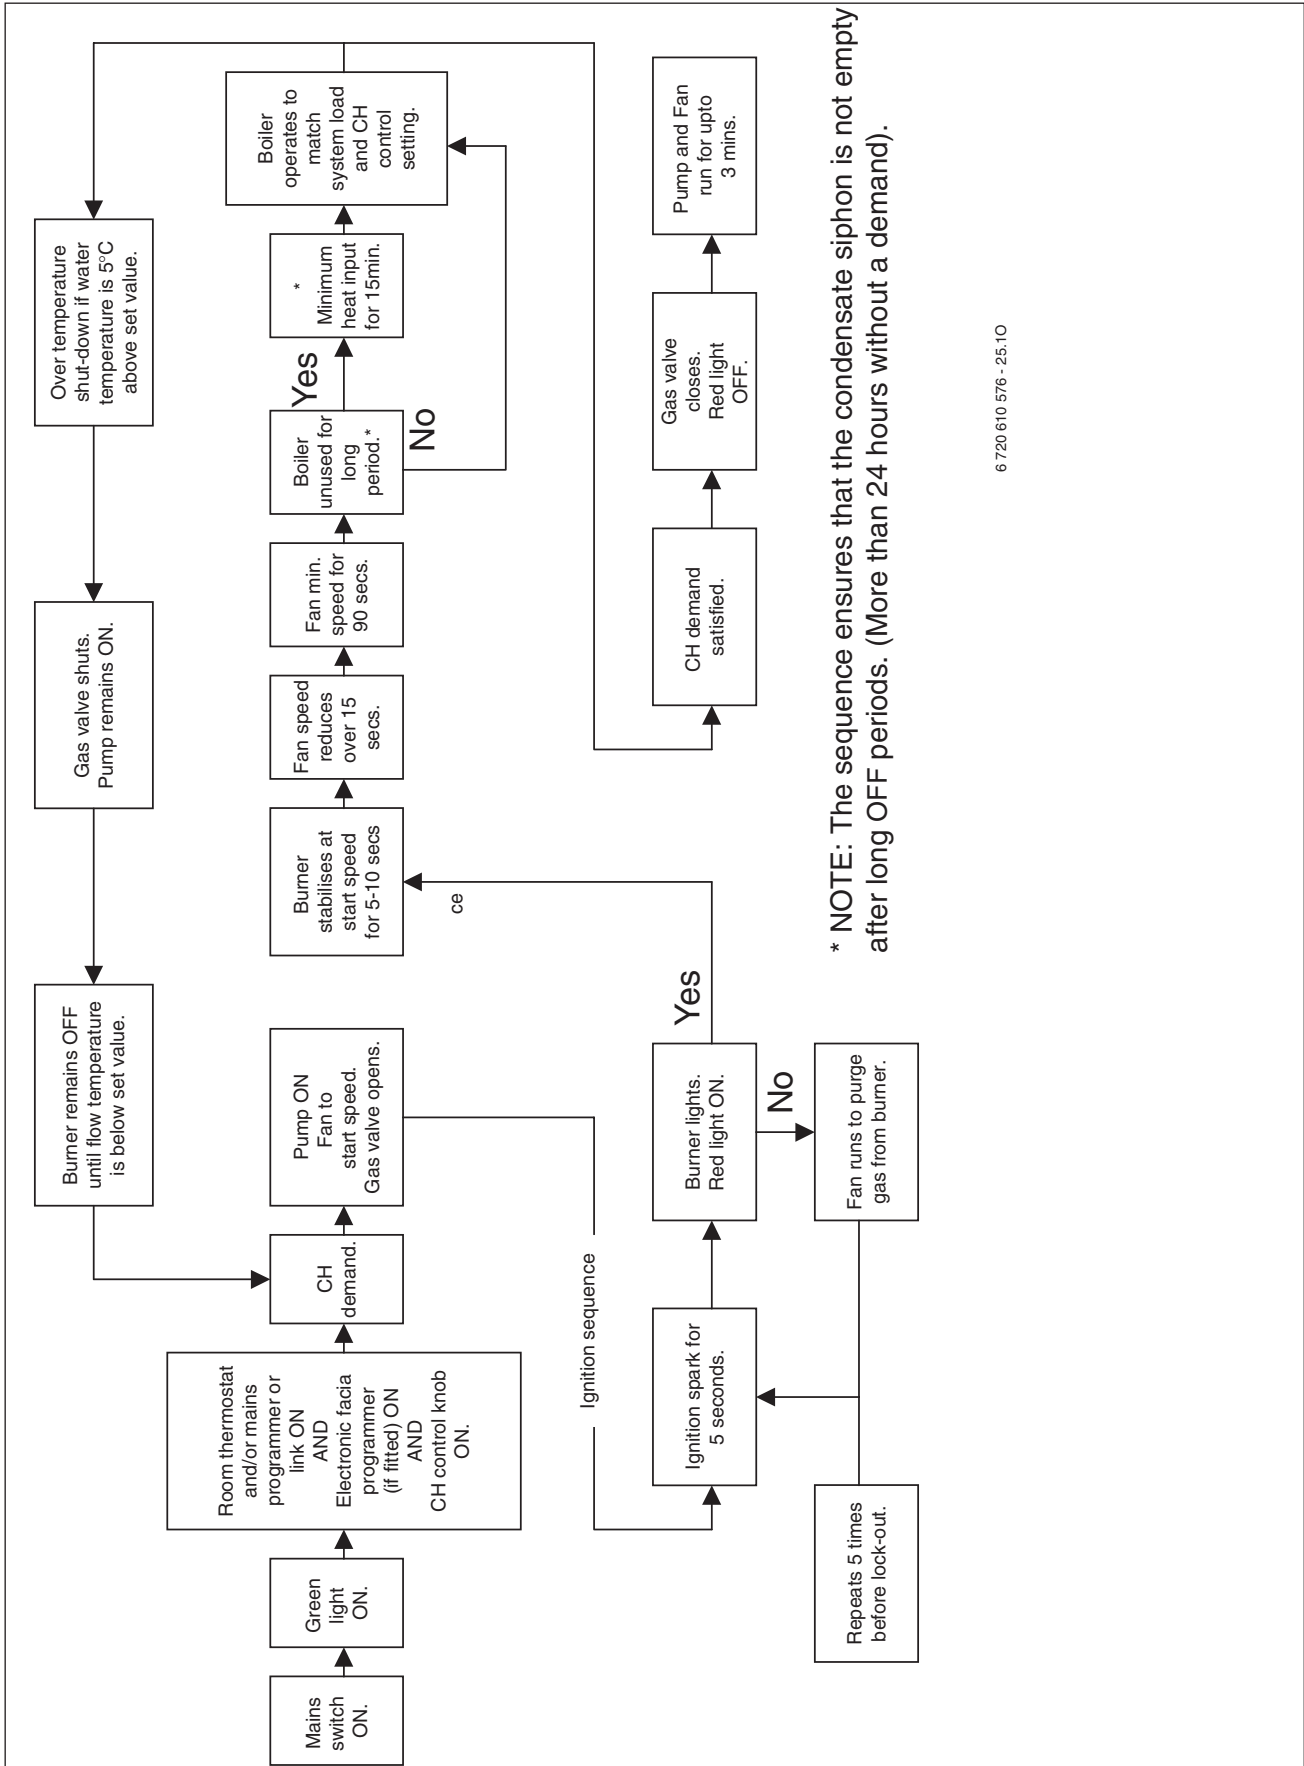 Over temperature
shut-down if water
temperature is 5°C
above set value.
Gas valve shuts.
Pump remains ON.
Burner remains OFF
until flow temperature
is below set value.
Mains
switch
ON.
Green
light
ON.
Room thermostat
and/or mains
programmer or
link ON
AND
Electronic facia
programmer
(if fitted) ON
AND
CH control knob
ON.
CH
demand.
Pump ON
Fan to
start speed.
Gas valve opens.
Burner
stabilises at
start speed
for 5-10 secs
Fan speed
reduces
over 15
secs.
Fan min.
speed for
90 secs.
Boiler
unused for
long
period.*
Yes
No
*
Minimum
heat input
for 15min.
Boiler
operates to
match
system load
and CH
control
setting.
ce
Ignition sequence
Ignition spark for
5 seconds.
Burner lights.
Red light ON.
Yes
No
CH demand
satisfied.
Gas valve
closes.
Red light
OFF.
Pump and Fan
run for upto
3 mins.
Repeats 5 times
before lock-out.
Fan runs to purge
gas from burner.
* NOTE: The sequence ensures that the condensate siphon is not empty
after long OFF periods. (More than 24 hours without a demand).
6 720 610 576 - 25.1O